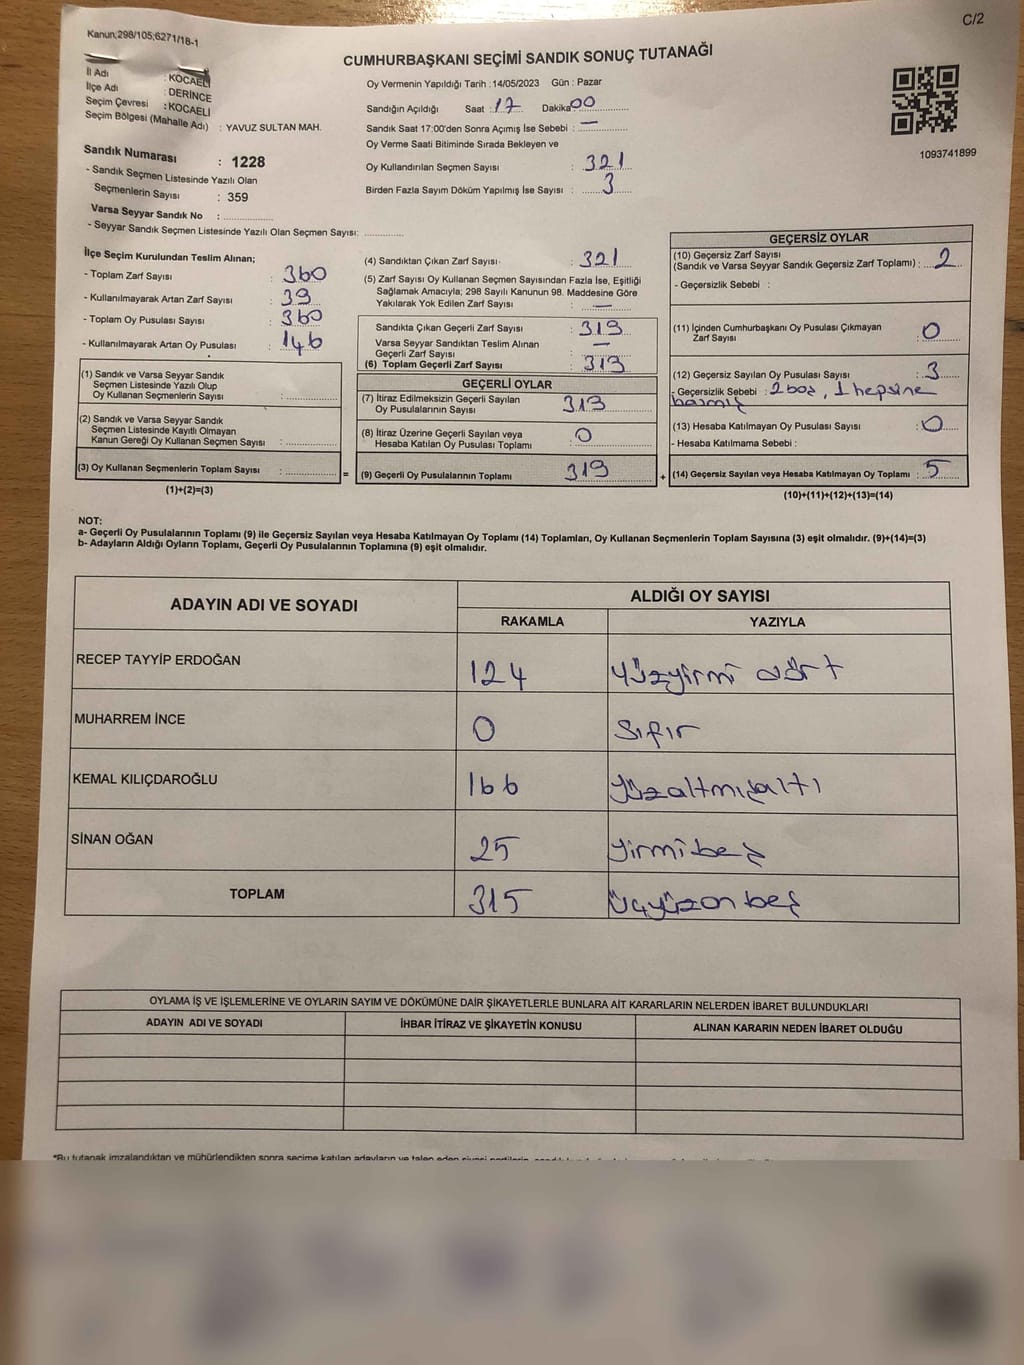 Kanun;298/105;6271/18-1
C/2
CUMHURBAŞKANI SEÇİMİ SANDIK SONUÇ TUTANAĞI
İl Adı : KOCAELİ
İlçe Adı : DERİNCE
Seçim Çevresi : KOCAELİ
Seçim Bölgesi (Mahalle Adı) : YAVUZ SULTAN MAH.
Sandık Numarası : 1228
- Sandık Seçmen Listesinde Yazılı Olan
Seçmenlerin Sayısı : 359
Varsa Seyyar Sandık No :
- Seyyar Sandık Seçmen Listesinde Yazılı Olan Seçmen Sayısı:
Oy Vermenin Yapıldığı Tarih : 14/05/2023 Gün : Pazar
Sandığın Açıldığı Saat : 17 Dakika 00
Sandık Saat 17:00'den Sonra Açımış İse Sebebi : —
Oy Verme Saati Bitiminde Sırada Bekleyen ve
Oy Kullandırılan Seçmen Sayısı : 321
Birden Fazla Sayım Döküm Yapılmış İse Sayısı : 3
1093741899
İlçe Seçim Kurulundan Teslim Alınan;
- Toplam Zarf Sayısı : 360
- Kullanılmayarak Artan Zarf Sayısı : 39
- Toplam Oy Pusulası Sayısı : 360
- Kullanılmayarak Artan Oy Pusulası : 146
(1) Sandık ve Varsa Seyyar Sandık
Seçmen Listesinde Yazılı Olup
Oy Kullanan Seçmenlerin Sayısı :
(2) Sandık ve Varsa Seyyar Sandık
Seçmen Listesinde Kayıtlı Olmayan
Kanun Gereği Oy Kullanan Seçmen Sayısı :
(3) Oy Kullanan Seçmenlerin Toplam Sayısı : =
(1)+(2)=(3)
(4) Sandıktan Çıkan Zarf Sayısı : 321
(5) Zarf Sayısı Oy Kullanan Seçmen Sayısından Fazla İse, Eşitliği
Sağlamak Amacıyla; 298 Sayılı Kanunun 98. Maddesine Göre
Yakılarak Yok Edilen Zarf Sayısı : —
Sandıkta Çıkan Geçerli Zarf Sayısı : 319
Varsa Seyyar Sandıktan Teslim Alınan
Geçerli Zarf Sayısı : —
(6) Toplam Geçerli Zarf Sayısı : 319
GEÇERLİ OYLAR
(7) İtiraz Edilmeksizin Geçerli Sayılan
Oy Pusulalarının Sayısı : 319
(8) İtiraz Üzerine Geçerli Sayılan veya
Hesaba Katılan Oy Pusulası Toplamı : 0
(9) Geçerli Oy Pusulalarının Toplamı 319 +
GEÇERSİZ OYLAR
(10) Geçersiz Zarf Sayısı
(Sandık ve Varsa Seyyar Sandık Geçersiz Zarf Toplamı) : 2
- Geçersizlik Sebebi :
(11) İçinden Cumhurbaşkanı Oy Pusulası Çıkmayan
Zarf Sayısı : 0
(12) Geçersiz Sayılan Oy Pusulası Sayısı : 3
- Geçersizlik Sebebi : 2 boş, 1 hepsine
basmış
(13) Hesaba Katılmayan Oy Pusulası Sayısı : 0
- Hesaba Katılmama Sebebi :
(14) Geçersiz Sayılan veya Hesaba Katılmayan Oy Toplamı : 5
(10)+(11)+(12)+(13)=(14)
NOT:
a- Geçerli Oy Pusulalarının Toplamı (9) ile Geçersiz Sayılan veya Hesaba Katılmayan Oy Toplamı (14) Toplamları, Oy Kullanan Seçmenlerin Toplam Sayısına (3) eşit olmalıdır. (9)+(14)=(3)
b- Adayların Aldığı Oyların Toplamı, Geçerli Oy Pusulalarının Toplamına (9) eşit olmalıdır.
ADAYIN ADI VE SOYADI
ALDIĞI OY SAYISI
RAKAMLA YAZIYLA
RECEP TAYYİP ERDOĞAN 124 yüzyirmi dört
MUHARREM İNCE 0 Sıfır
KEMAL KILIÇDAROĞLU 166 yüzaltmışaltı
SİNAN OĞAN 25 yirmibeş
TOPLAM 315 üçyüzon beş
OYLAMA İŞ VE İŞLEMLERİNE VE OYLARIN SAYIM VE DÖKÜMÜNE DAİR ŞİKAYETLERLE BUNLARA AİT KARARLARIN NELERDEN İBARET BULUNDUKLARI
ADAYIN ADI VE SOYADI İHBAR İTİRAZ VE ŞİKAYETİN KONUSU ALINAN KARARIN NEDEN İBARET OLDUĞU
*Bu tutanak imzalandıktan ve mühürlendikten sonra seçime katılan adayların ve talep eden siyasi partilerin